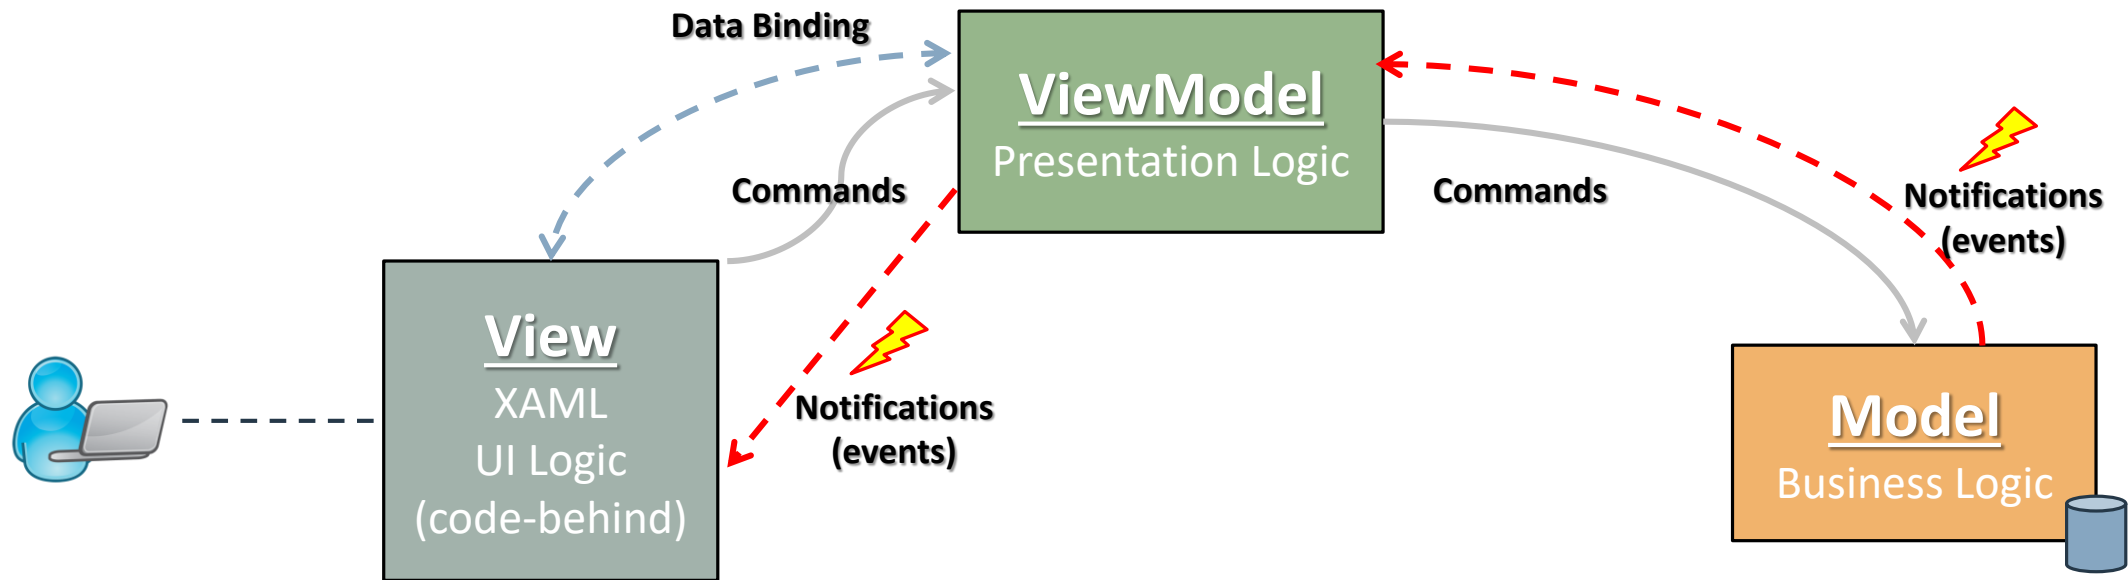 Data Binding
ViewModel
Presentation Logic
Commands
Commands
Notifications
(events)
View
XAML
UI Logic
(code-behind)
Notifications
(events)
Model
Business Logic